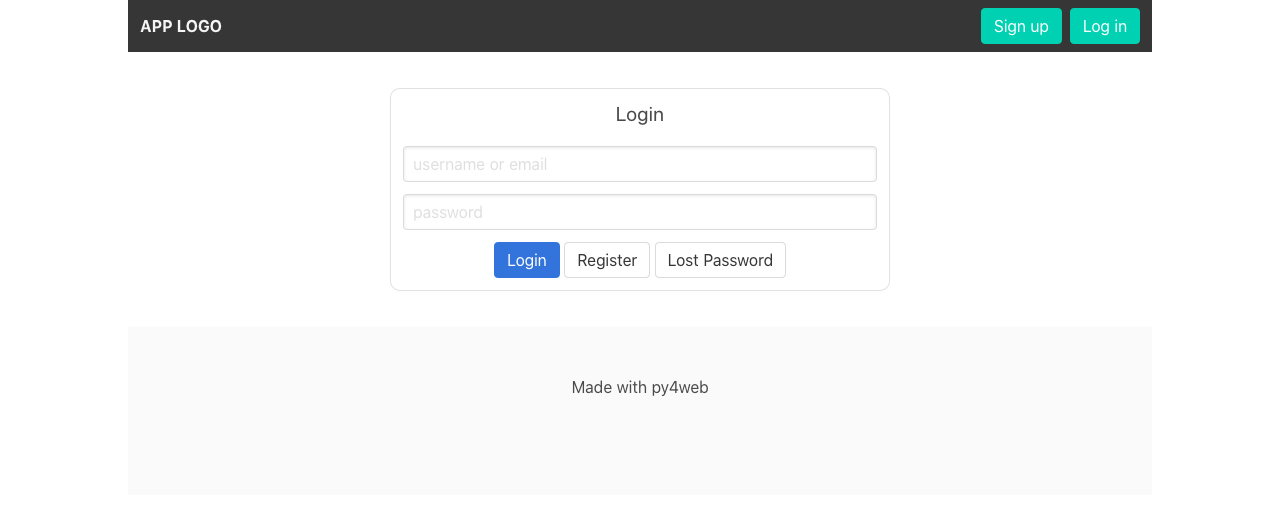 APP LOGO Sign up Log in
Login
username or email
password
Login Register Lost Password
Made with py4web